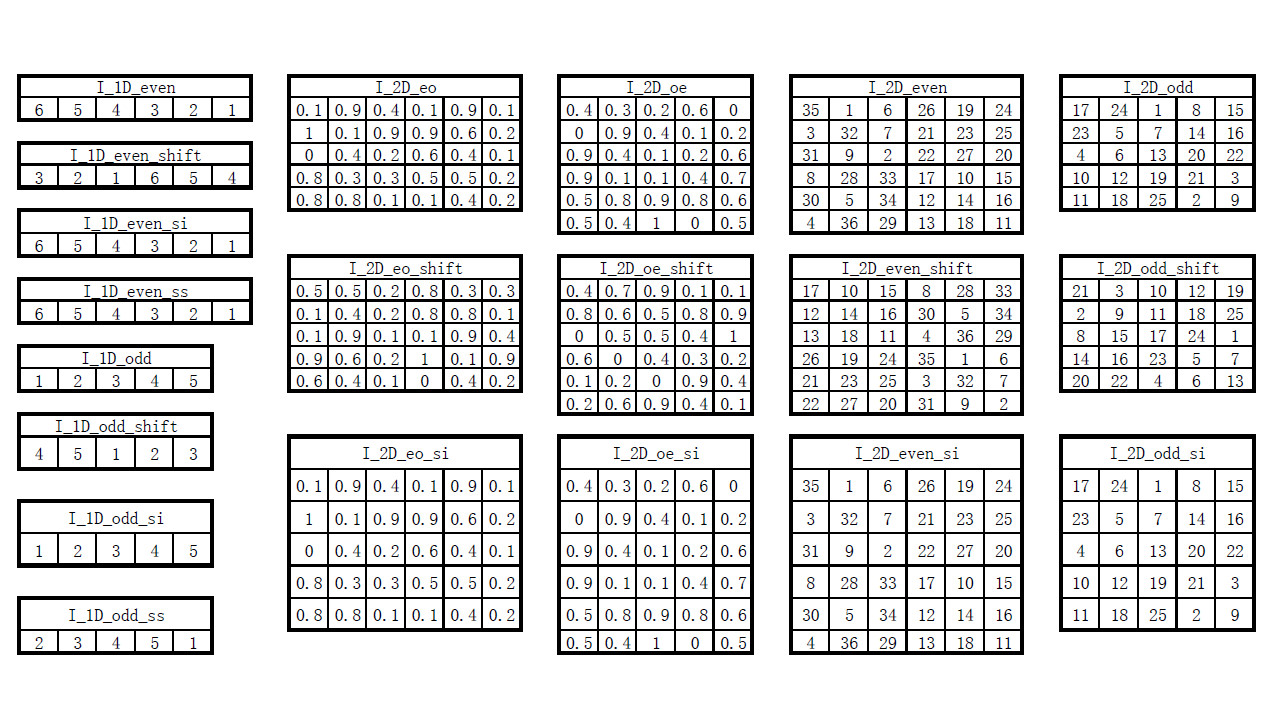 I_1D_even
6 5 4 3 2 1
I_1D_even_shift
3 2 1 6 5 4
I_1D_even_si
6 5 4 3 2 1
I_1D_even_ss
6 5 4 3 2 1
I_1D_odd
1 2 3 4 5
I_1D_odd_shift
4 5 1 2 3
I_1D_odd_si
1 2 3 4 5
I_1D_odd_ss
2 3 4 5 1
I_2D_eo
0.1 0.9 0.4 0.1 0.9 0.1
1 0.1 0.9 0.9 0.6 0.2
0 0.4 0.2 0.6 0.4 0.1
0.8 0.3 0.3 0.5 0.5 0.2
0.8 0.8 0.1 0.1 0.4 0.2
I_2D_eo_shift
0.5 0.5 0.2 0.8 0.3 0.3
0.1 0.4 0.2 0.8 0.8 0.1
0.1 0.9 0.1 0.1 0.9 0.4
0.9 0.6 0.2 1 0.1 0.9
0.6 0.4 0.1 0 0.4 0.2
I_2D_eo_si
0.1 0.9 0.4 0.1 0.9 0.1
1 0.1 0.9 0.9 0.6 0.2
0 0.4 0.2 0.6 0.4 0.1
0.8 0.3 0.3 0.5 0.5 0.2
0.8 0.8 0.1 0.1 0.4 0.2
I_2D_oe
0.4 0.3 0.2 0.6 0
0 0.9 0.4 0.1 0.2
0.9 0.4 0.1 0.2 0.6
0.9 0.1 0.1 0.4 0.7
0.5 0.8 0.9 0.8 0.6
0.5 0.4 1 0 0.5
I_2D_oe_shift
0.4 0.7 0.9 0.1 0.1
0.8 0.6 0.5 0.8 0.9
0 0.5 0.5 0.4 1
0.6 0 0.4 0.3 0.2
0.1 0.2 0 0.9 0.4
0.2 0.6 0.9 0.4 0.1
I_2D_oe_si
0.4 0.3 0.2 0.6 0
0 0.9 0.4 0.1 0.2
0.9 0.4 0.1 0.2 0.6
0.9 0.1 0.1 0.4 0.7
0.5 0.8 0.9 0.8 0.6
0.5 0.4 1 0 0.5
I_2D_even
35 1 6 26 19 24
3 32 7 21 23 25
31 9 2 22 27 20
8 28 33 17 10 15
30 5 34 12 14 16
4 36 29 13 18 11
I_2D_even_shift
17 10 15 8 28 33
12 14 16 30 5 34
13 18 11 4 36 29
26 19 24 35 1 6
21 23 25 3 32 7
22 27 20 31 9 2
I_2D_even_si
35 1 6 26 19 24
3 32 7 21 23 25
31 9 2 22 27 20
8 28 33 17 10 15
30 5 34 12 14 16
4 36 29 13 18 11
I_2D_odd
17 24 1 8 15
23 5 7 14 16
4 6 13 20 22
10 12 19 21 3
11 18 25 2 9
I_2D_odd_shift
21 3 10 12 19
2 9 11 18 25
8 15 17 24 1
14 16 23 5 7
20 22 4 6 13
I_2D_odd_si
17 24 1 8 15
23 5 7 14 16
4 6 13 20 22
10 12 19 21 3
11 18 25 2 9